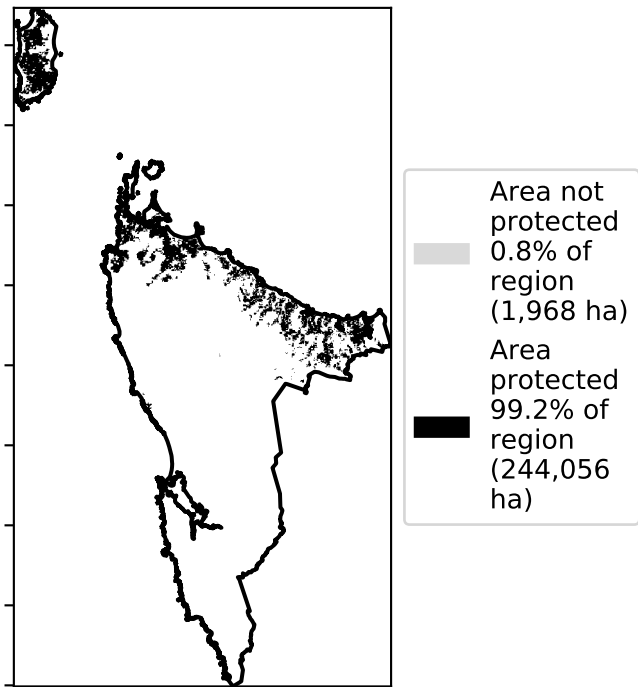 Area not
protected
0.8% of
region
(1,968 ha)
Area
protected
99.2% of
region
(244,056
ha)